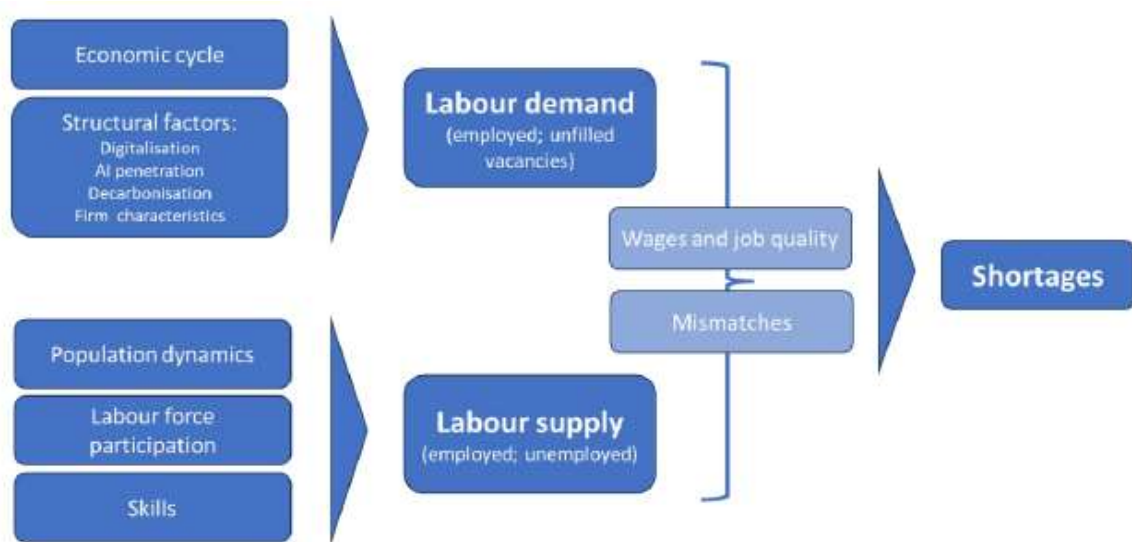 Economic cycle
Structural factors:
Digitalisation
AI penetration
Decarbonisation
Firm characteristics
Labour demand
(employed; unfilled
vacancies)
Population dynamics
Labour force
participation
Skills
Labour supply
(employed; unemployed)
Wages and job quality
Mismatches
Shortages